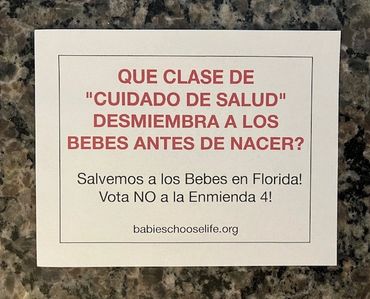 QUE CLASE DE
"CUIDADO DE SALUD"
DESMIEMBRA A LOS
BEBES ANTES DE NACER?
Salvemos a los Bebes en Florida!
Vota NO a la Enmienda 4!
babieschooselife.org